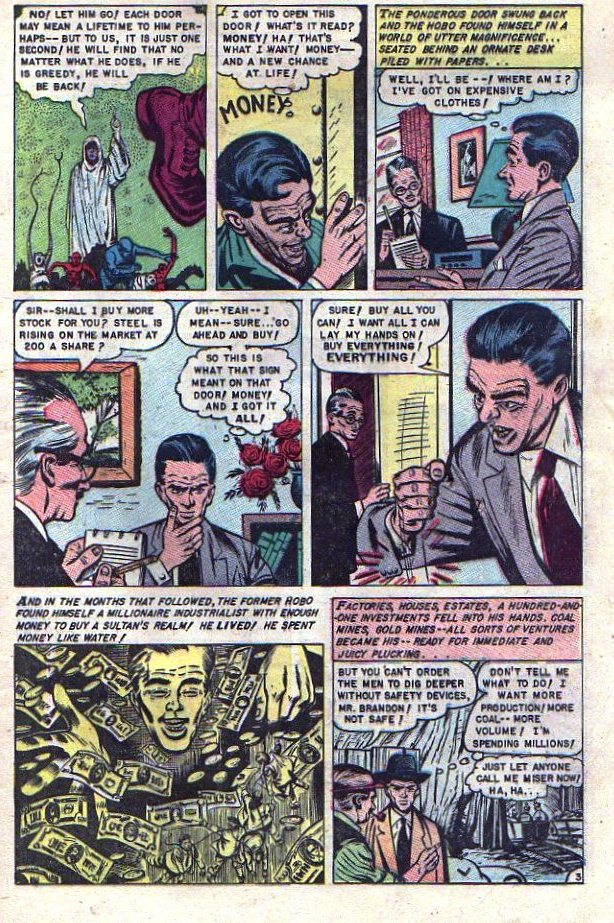 NO! LET HIM GO! EACH DOOR
MAY MEAN A LIFETIME TO HIM PER-
HAPS-- BUT TO US, IT IS JUST ONE
SECOND! HE WILL FIND THAT NO
MATTER WHAT HE DOES, IF HE
IS GREEDY, HE WILL
BE BACK!
I GOT TO OPEN THIS
DOOR! WHAT'S IT READ?
MONEY! HA! THAT'S
WHAT I WANT! MONEY--
AND A NEW CHANCE
AT LIFE!
MONEY
THE PONDEROUS DOOR SWUNG BACK
AND THE HOBO FOUND HIMSELF IN A
WORLD OF UTTER MAGNIFICENCE...
SEATED BEHIND AN ORNATE DESK
PILED WITH PAPERS...
WELL, I'LL BE --! WHERE AM I?
I'VE GOT ON EXPENSIVE
CLOTHES!
SIR--SHALL I BUY MORE
STOCK FOR YOU? STEEL IS
RISING ON THE MARKET AT
200 A SHARE?
UH--YEAH--I
MEAN--SURE...GO
AHEAD AND BUY!
SO THIS IS
WHAT THAT SIGN
MEANT ON THAT
DOOR! MONEY!
AND I GOT IT
ALL!
SURE! BUY ALL YOU
CAN! I WANT ALL I CAN
LAY MY HANDS ON!
BUY EVERYTHING!
EVERYTHING!
AND IN THE MONTHS THAT FOLLOWED, THE FORMER HOBO
FOUND HIMSELF A MILLIONAIRE INDUSTRIALIST WITH ENOUGH
MONEY TO BUY A SULTAN'S REALM! HE LIVED! HE SPENT
MONEY LIKE WATER!
FACTORIES, HOUSES, ESTATES, A HUNDRED-AND-
ONE INVESTMENTS FELL INTO HIS HANDS. COAL
MINES, GOLD MINES--ALL SORTS OF VENTURES
BECAME HIS-- READY FOR IMMEDIATE AND
JUICY PLUCKING...
BUT YOU CAN'T ORDER
THE MEN TO DIG DEEPER
WITHOUT SAFETY DEVICES,
MR. BRANDON! IT'S
NOT SAFE!
DON'T TELL ME
WHAT TO DO! I
WANT MORE
PRODUCTION! MORE
COAL-- MORE
VOLUME! I'M
SPENDING MILLIONS!
JUST LET ANYONE
CALL ME MISER NOW!
HA, HA...
3